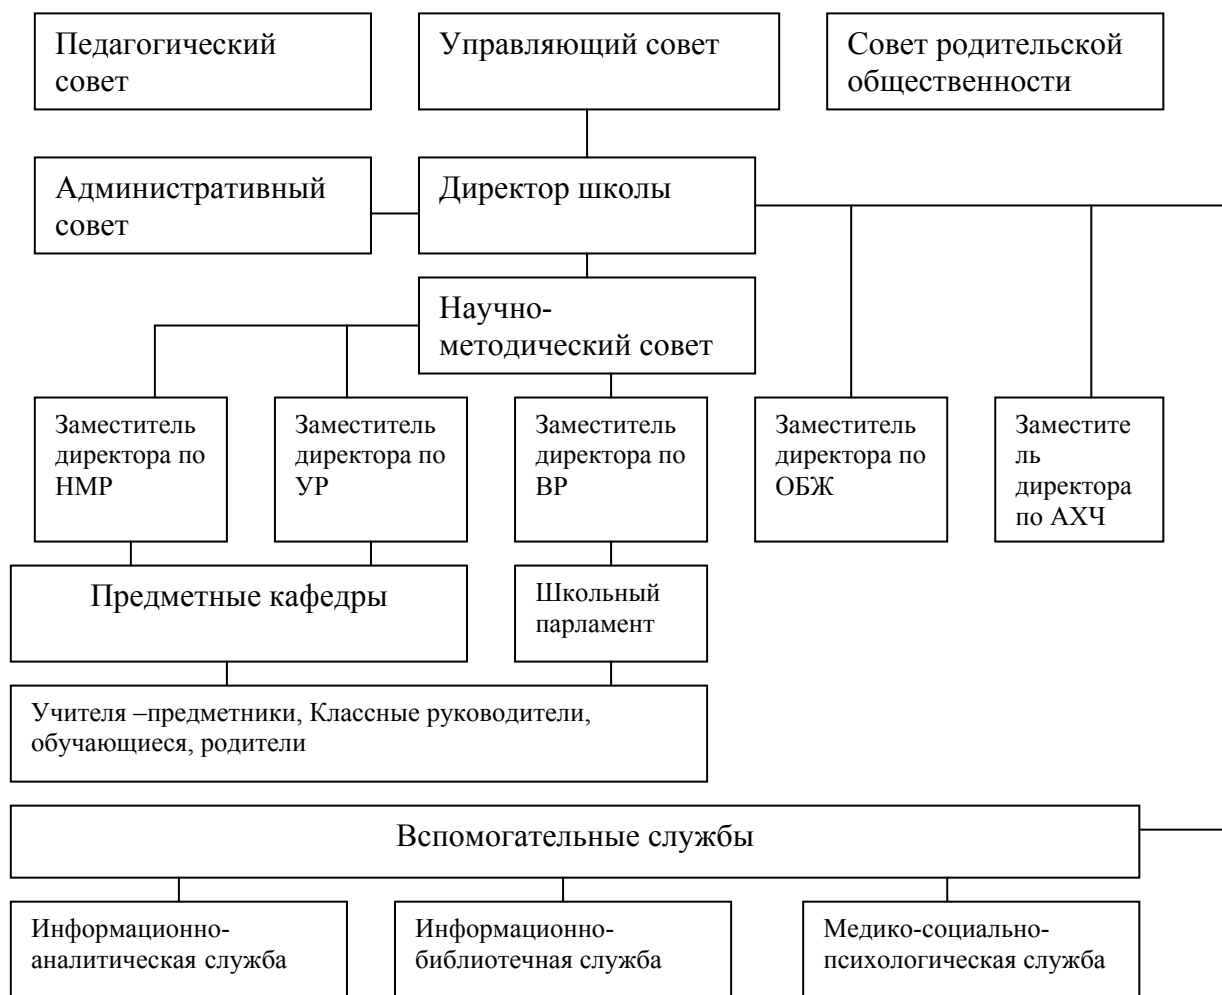 Педагогический
совет
Управляющий совет
Совет родительской
общественности
Административный
совет
Директор школы
Научно-
методический совет
Заместитель
директора по
НМР
Заместитель
директора по
УР
Заместитель
директора по
ВР
Заместитель
директора по
ОБЖ
Заместите
ль
директора
по АХЧ
Предметные кафедры
Школьный
парламент
Учителя –предметники, Классные руководители,
обучающиеся, родители
Вспомогательные службы
Информационно-
аналитическая служба
Информационно-
библиотечная служба
Медико-социально-
психологическая служба